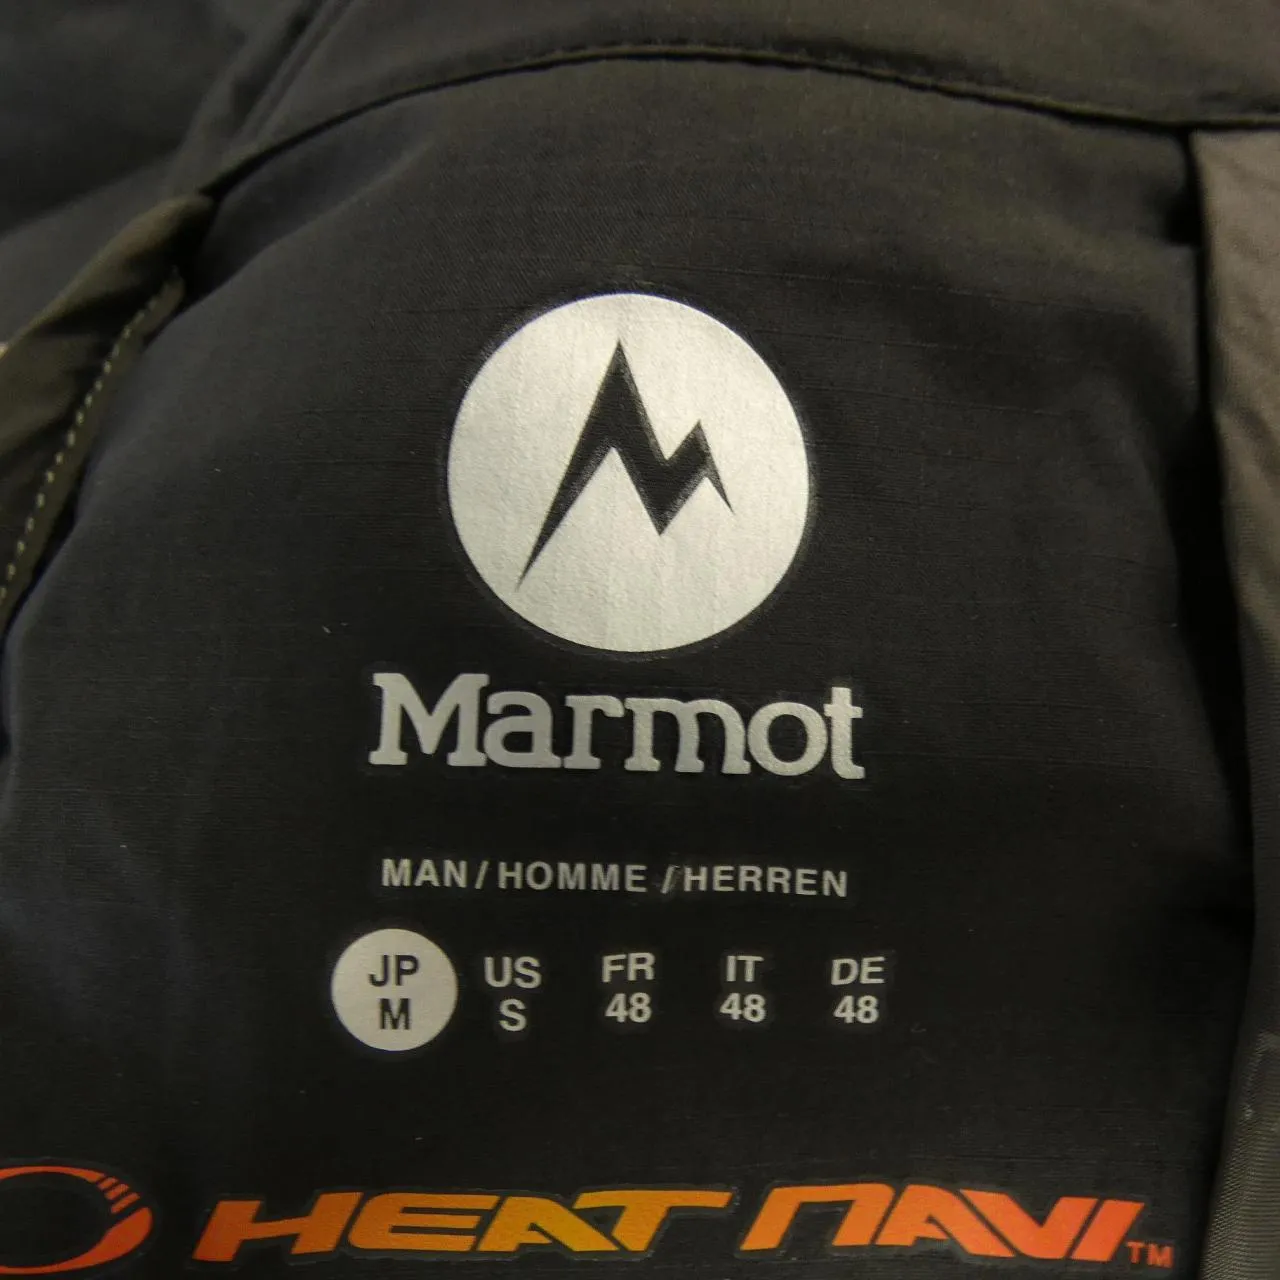 Marmot
MAN/HOMME/HERREN
JP US FR IT DE
M S 48 48 48
HEAT NAVI™